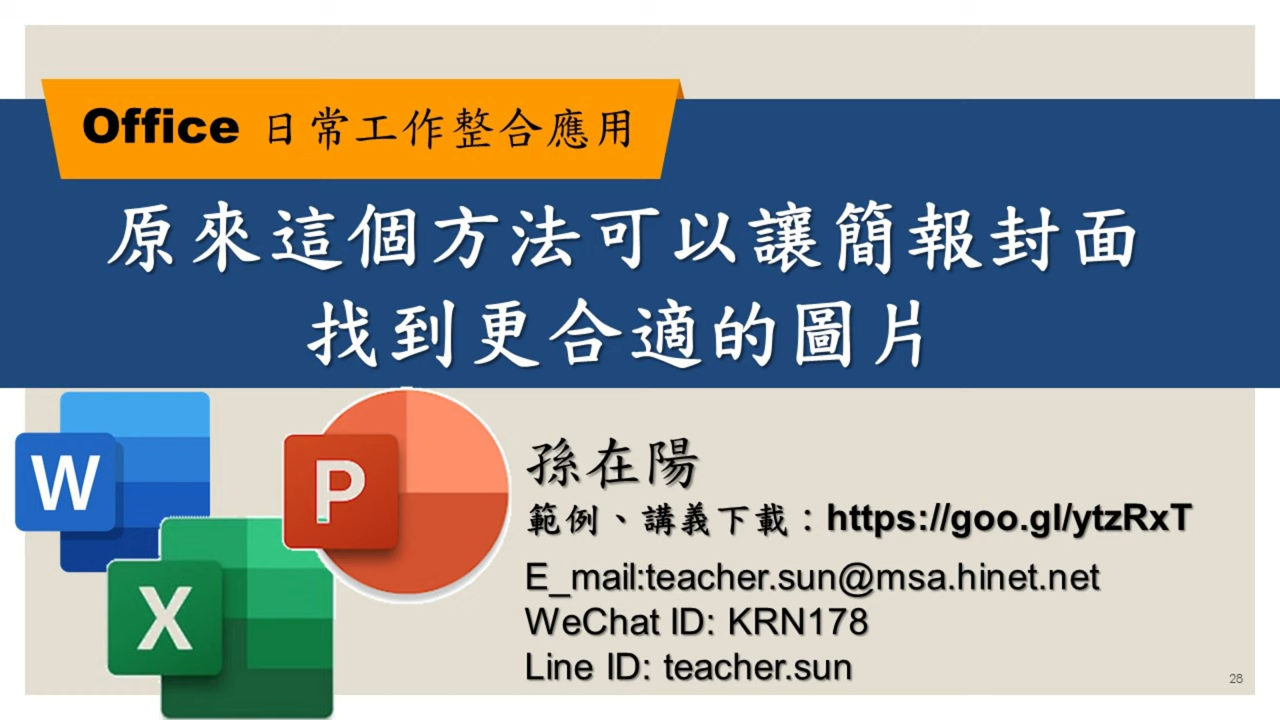 Office 日常工作整合應用
原來這個方法可以讓簡報封面
找到更合適的圖片
W
P
X
孫在陽
範例、講義下載：https://goo.gl/ytzRxT
E_mail:teacher.sun@msa.hinet.net
WeChat ID: KRN178
Line ID: teacher.sun
28